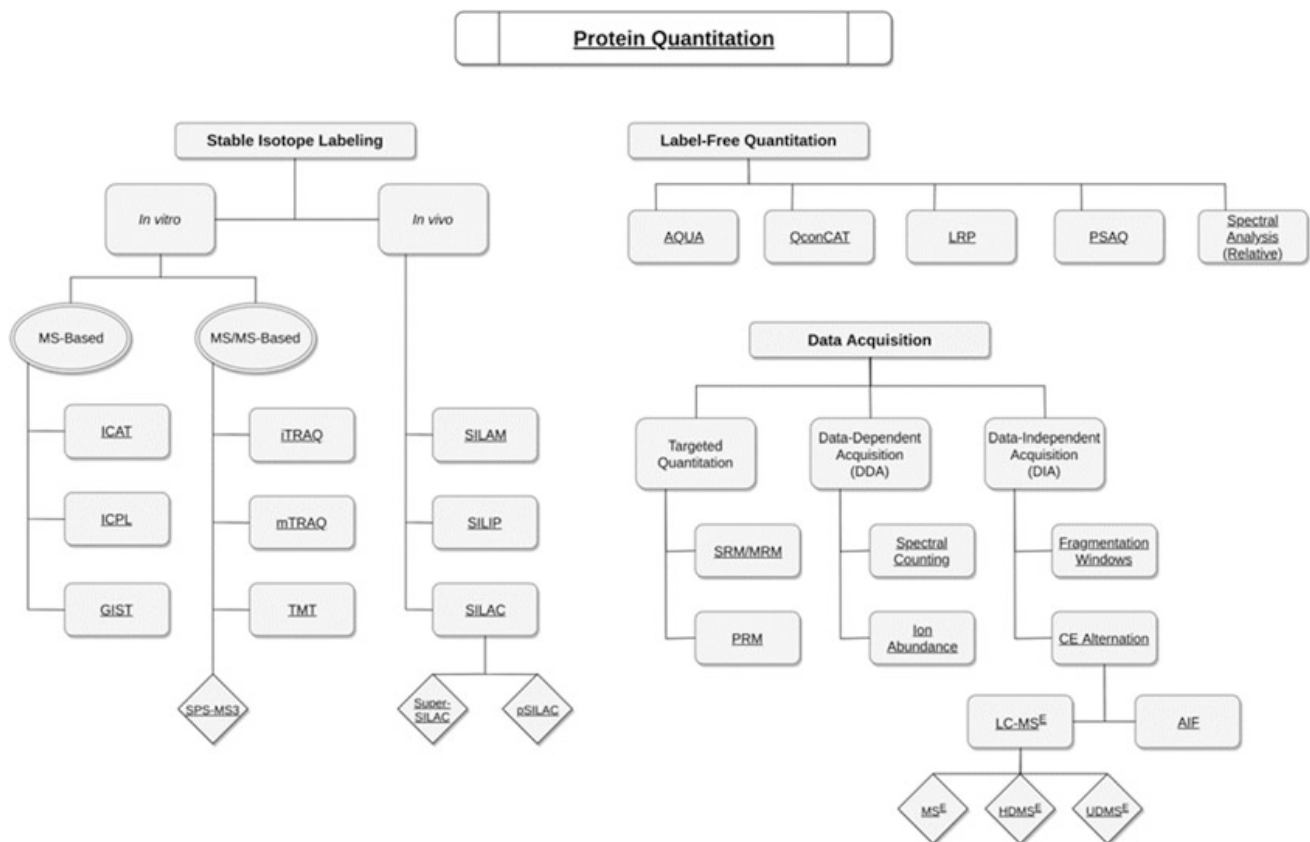 Protein Quantitation
Stable Isotope Labeling
In vitro
In vivo
MS-Based
MS/MS-Based
ICAT
ICPL
GIST
iTRAQ
mTRAQ
TMT
SPS-MS3
SILAM
SILIP
SILAC
Super-
SILAC
pSILAC
Label-Free Quantitation
AQUA
QconCAT
LRP
PSAQ
Spectral
Analysis
(Relative)
Data Acquisition
Targeted
Quantitation
Data-Dependent
Acquisition
(DDA)
Data-Independent
Acquisition
(DIA)
SRM/MRM
PRM
Spectral
Counting
Ion
Abundance
Fragmentation
Windows
CE Alternation
LC-MSᴱ
AIF
MSᴱ
HDMSᴱ
UDMSᴱ